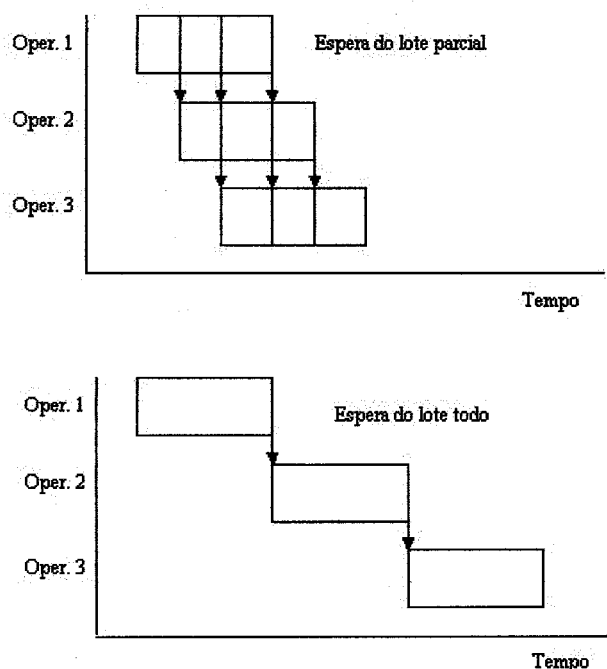 Oper. 1
Espera do lote parcial
Oper. 2
Oper. 3
Tempo
Oper. 1
Espera do lote todo
Oper. 2
Oper. 3
Tempo